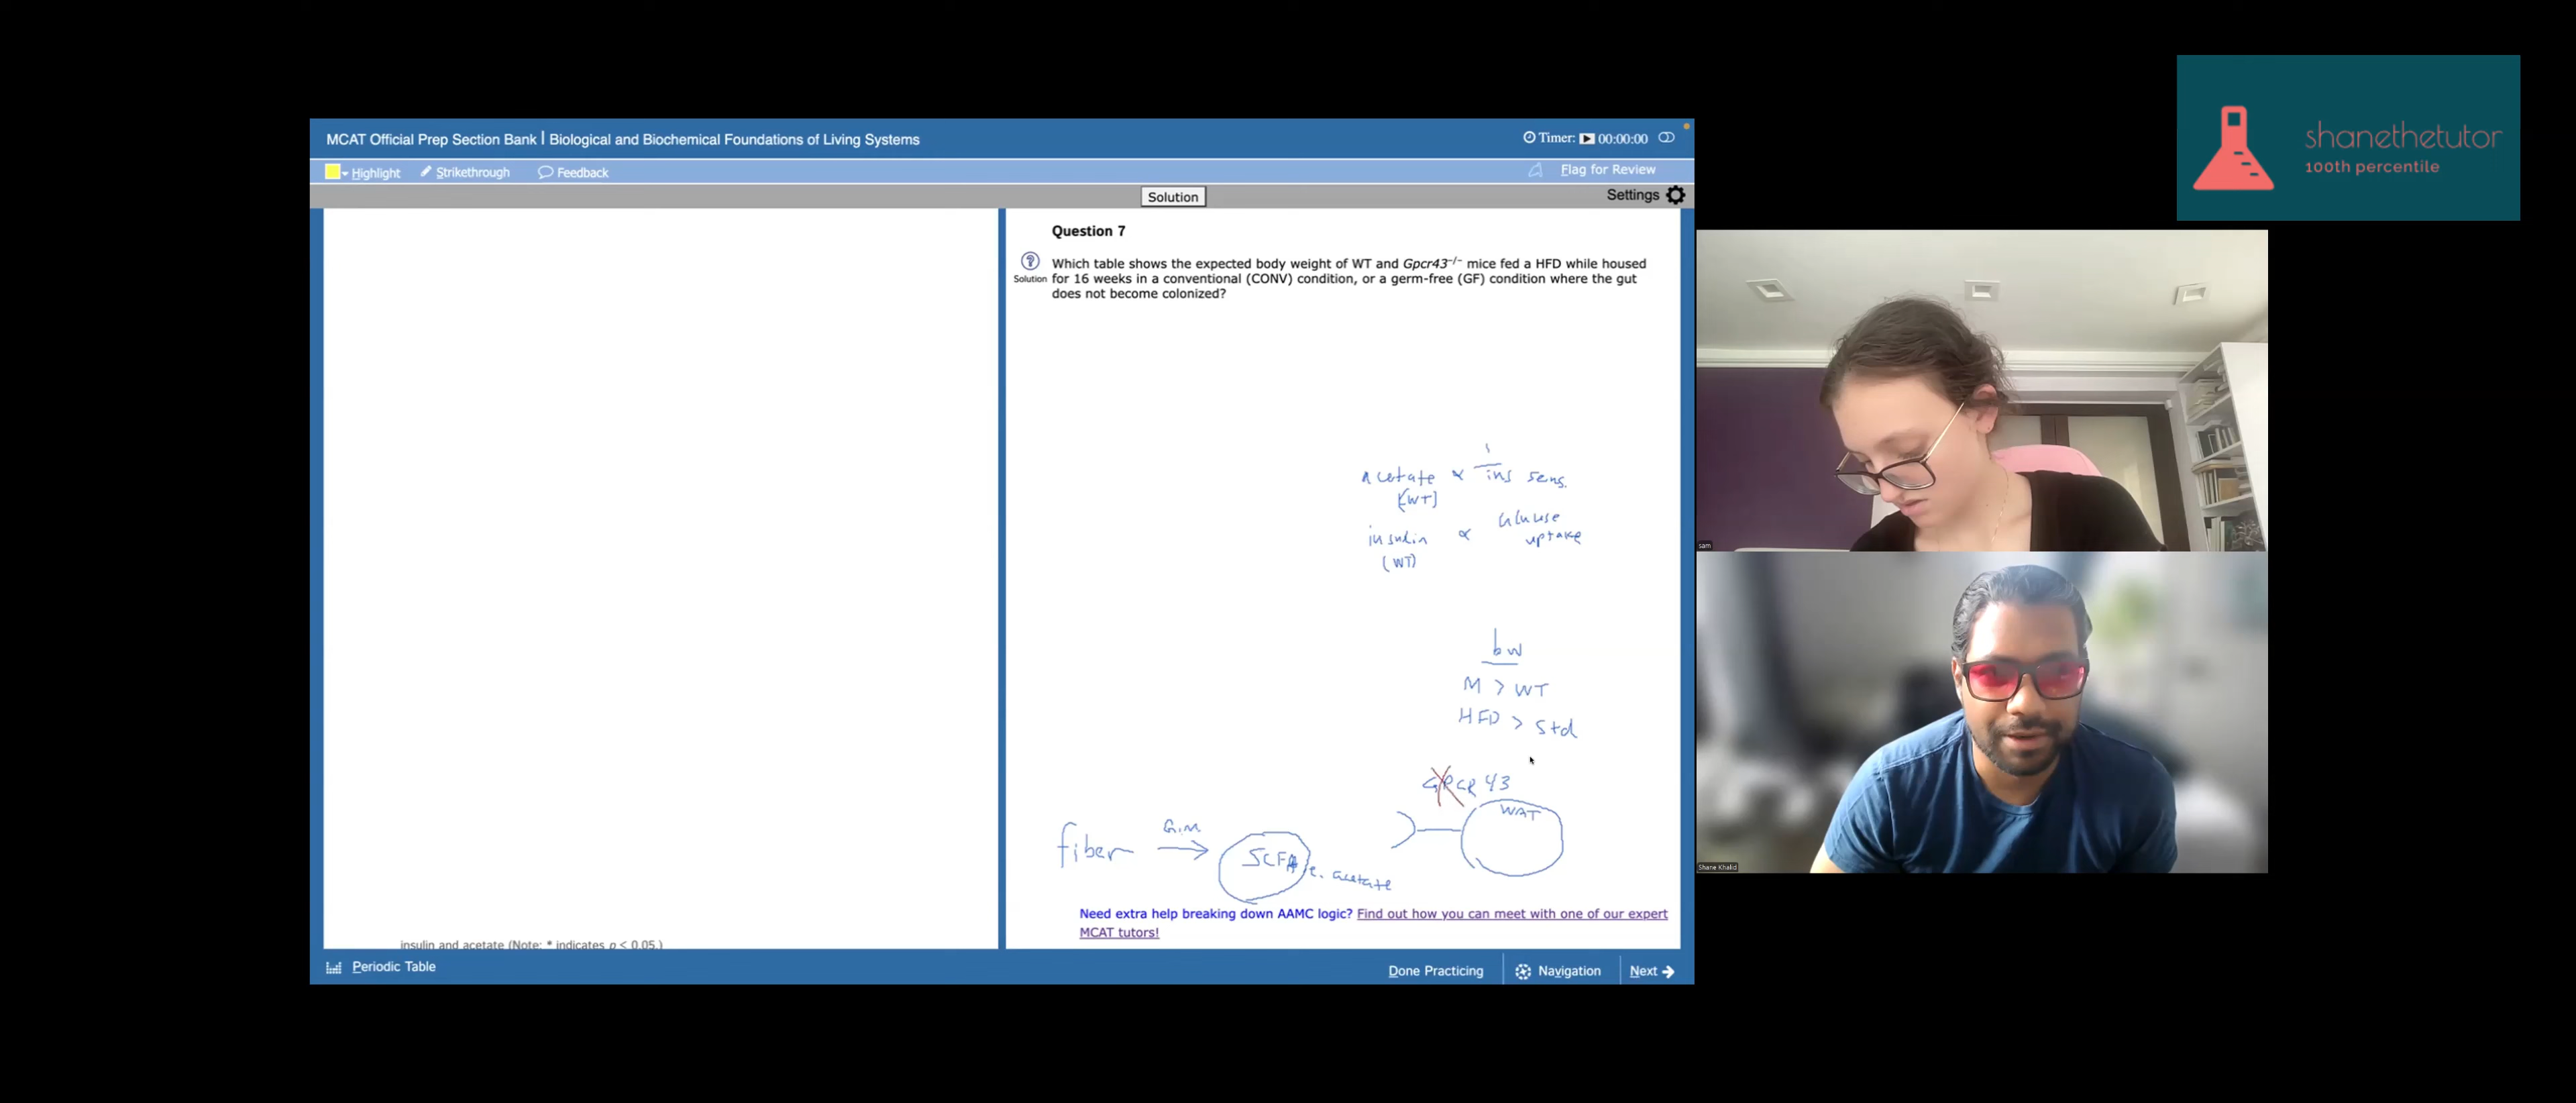 shanethetutor
100th percentile
MCAT Official Prep Section Bank | Biological and Biochemical Foundations of Living Systems
Timer: 00:00:00
Highlight Strikethrough Feedback
Flag for Review
Solution
Settings
Question 7
Solution
Which table shows the expected body weight of WT and Gpcr43−/− mice fed a HFD while housed
for 16 weeks in a conventional (CONV) condition, or a germ-free (GF) condition where the gut
does not become colonized?
1
acetate ∝ ins sens.
(WT)
insulin ∝ glucose
uptake
(WT)
bw
M > WT
HFD > Std
GPCR 43
WAT
fiber G.M → SCFA i.e. acetate
Need extra help breaking down AAMC logic? Find out how you can meet with one of our expert
MCAT tutors!
insulin and acetate (Note: * indicates p < 0.05.)
Periodic Table
Done Practicing Navigation Next
sam
Shane Khalid